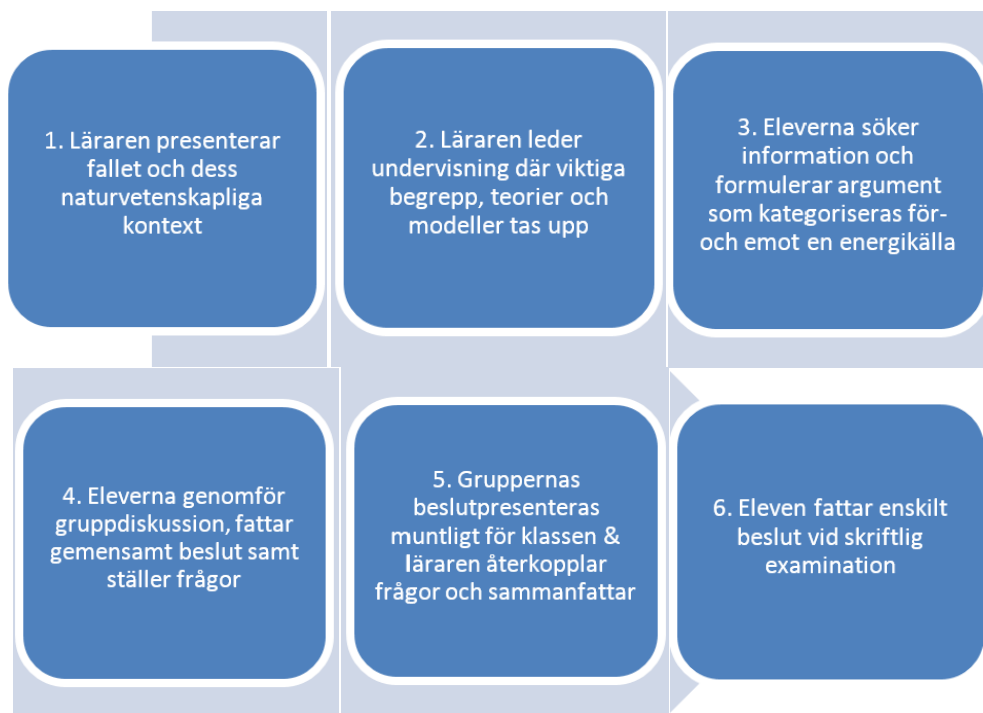 1. Läraren presenterar
fallet och dess
naturvetenskapliga
kontext
2. Läraren leder
undervisning där viktiga
begrepp, teorier och
modeller tas upp
3. Eleverna söker
information och
formulerar argument
som kategoriseras för-
och emot en energikälla
4. Eleverna genomför
gruppdiskussion, fattar
gemensamt beslut samt
ställer frågor
5. Gruppernas
beslutpresenteras
muntligt för klassen &
läraren återkopplar
frågor och sammanfattar
6. Eleven fattar enskilt
beslut vid skriftlig
examination